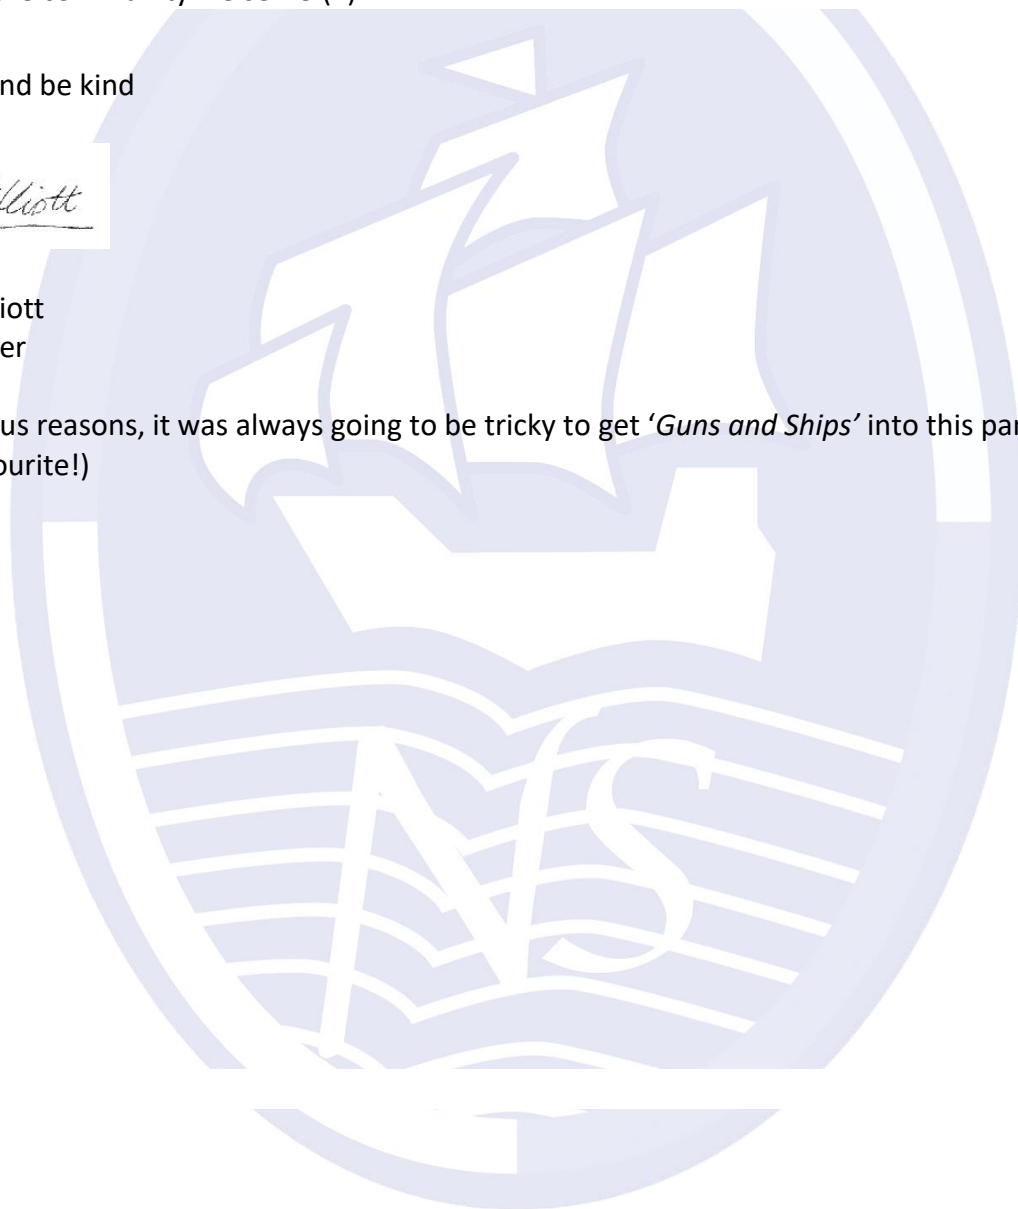 nd be kind
lliott
iott
er
us reasons, it was always going to be tricky to get ‘Guns and Ships’ into this par
ourite!)
NS